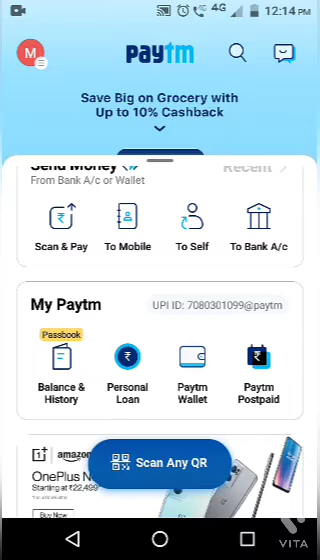 4G 12:14 PM
M
paytm
Save Big on Grocery with
Up to 10% Cashback
Send Money Recent
From Bank A/c or Wallet
Scan & Pay To Mobile To Self To Bank A/c
My Paytm UPI ID: 7080301099@paytm
Passbook
Balance & History Personal Loan Paytm Wallet Paytm Postpaid
1+ amazon
OnePlus No
Starting at ₹22,499*
Buy Now
Scan Any QR
VITA